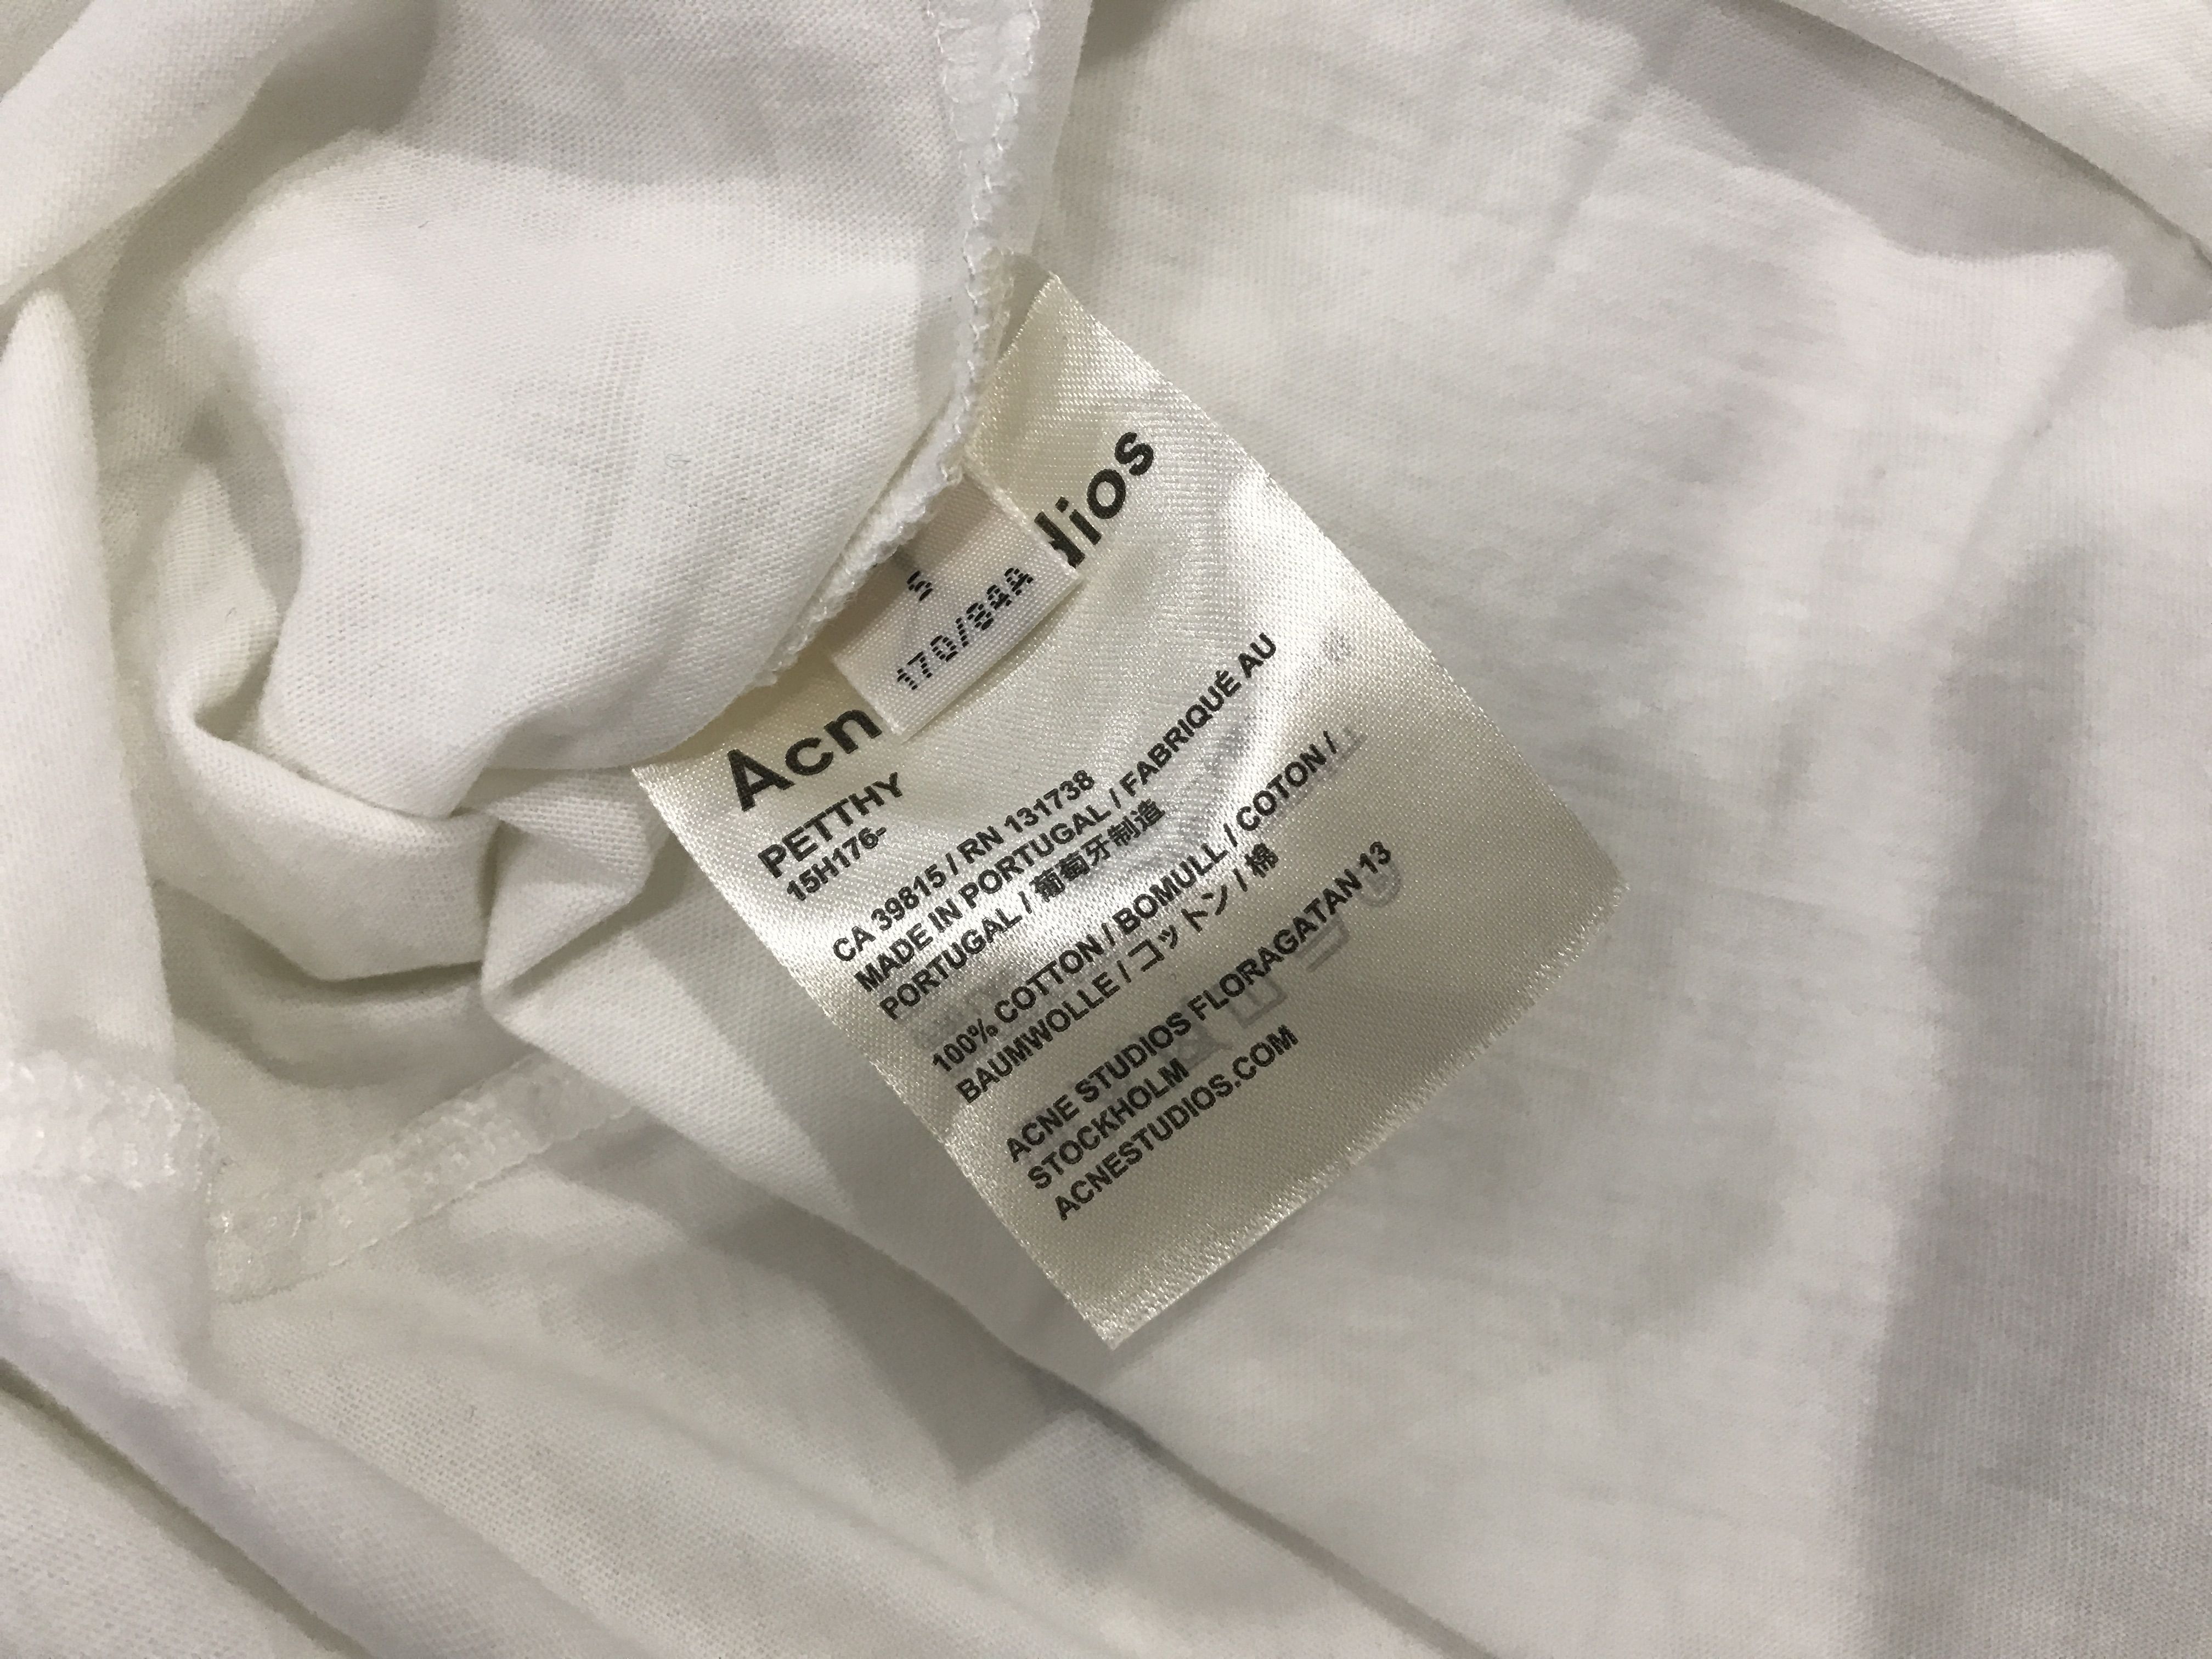 Acn dios
S
170/84A
PETTHY
15H176-
CA 39815 / RN 131738
MADE IN PORTUGAL / FABRIQUÉ AU
PORTUGAL / 葡萄牙制造
100% COTTON / BOMULL / COTON /
BAUMWOLLE / コットン / 棉
ACNE STUDIOS FLORAGATAN 13
STOCKHOLM
ACNESTUDIOS.COM